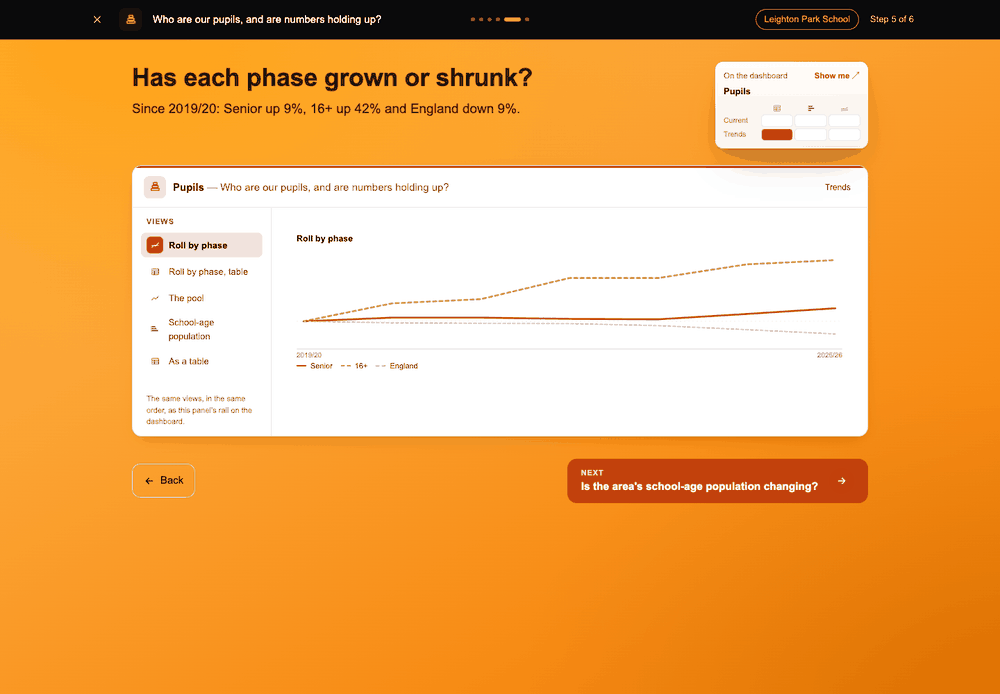 Who are our pupils, and are numbers holding up?
Leighton Park School
Step 5 of 6
Has each phase grown or shrunk?
Since 2019/20: Senior up 9%, 16+ up 42% and England down 9%.
On the dashboard
Show me
Pupils
Current
Trends
Pupils — Who are our pupils, and are numbers holding up?
Trends
VIEWS
Roll by phase
Roll by phase, table
The pool
School-age
population
As a table
The same views, in the same
order, as this panel's rail on the
dashboard.
Roll by phase
2019/20
2025/26
Senior
16+
England
Back
NEXT
Is the area's school-age population changing?